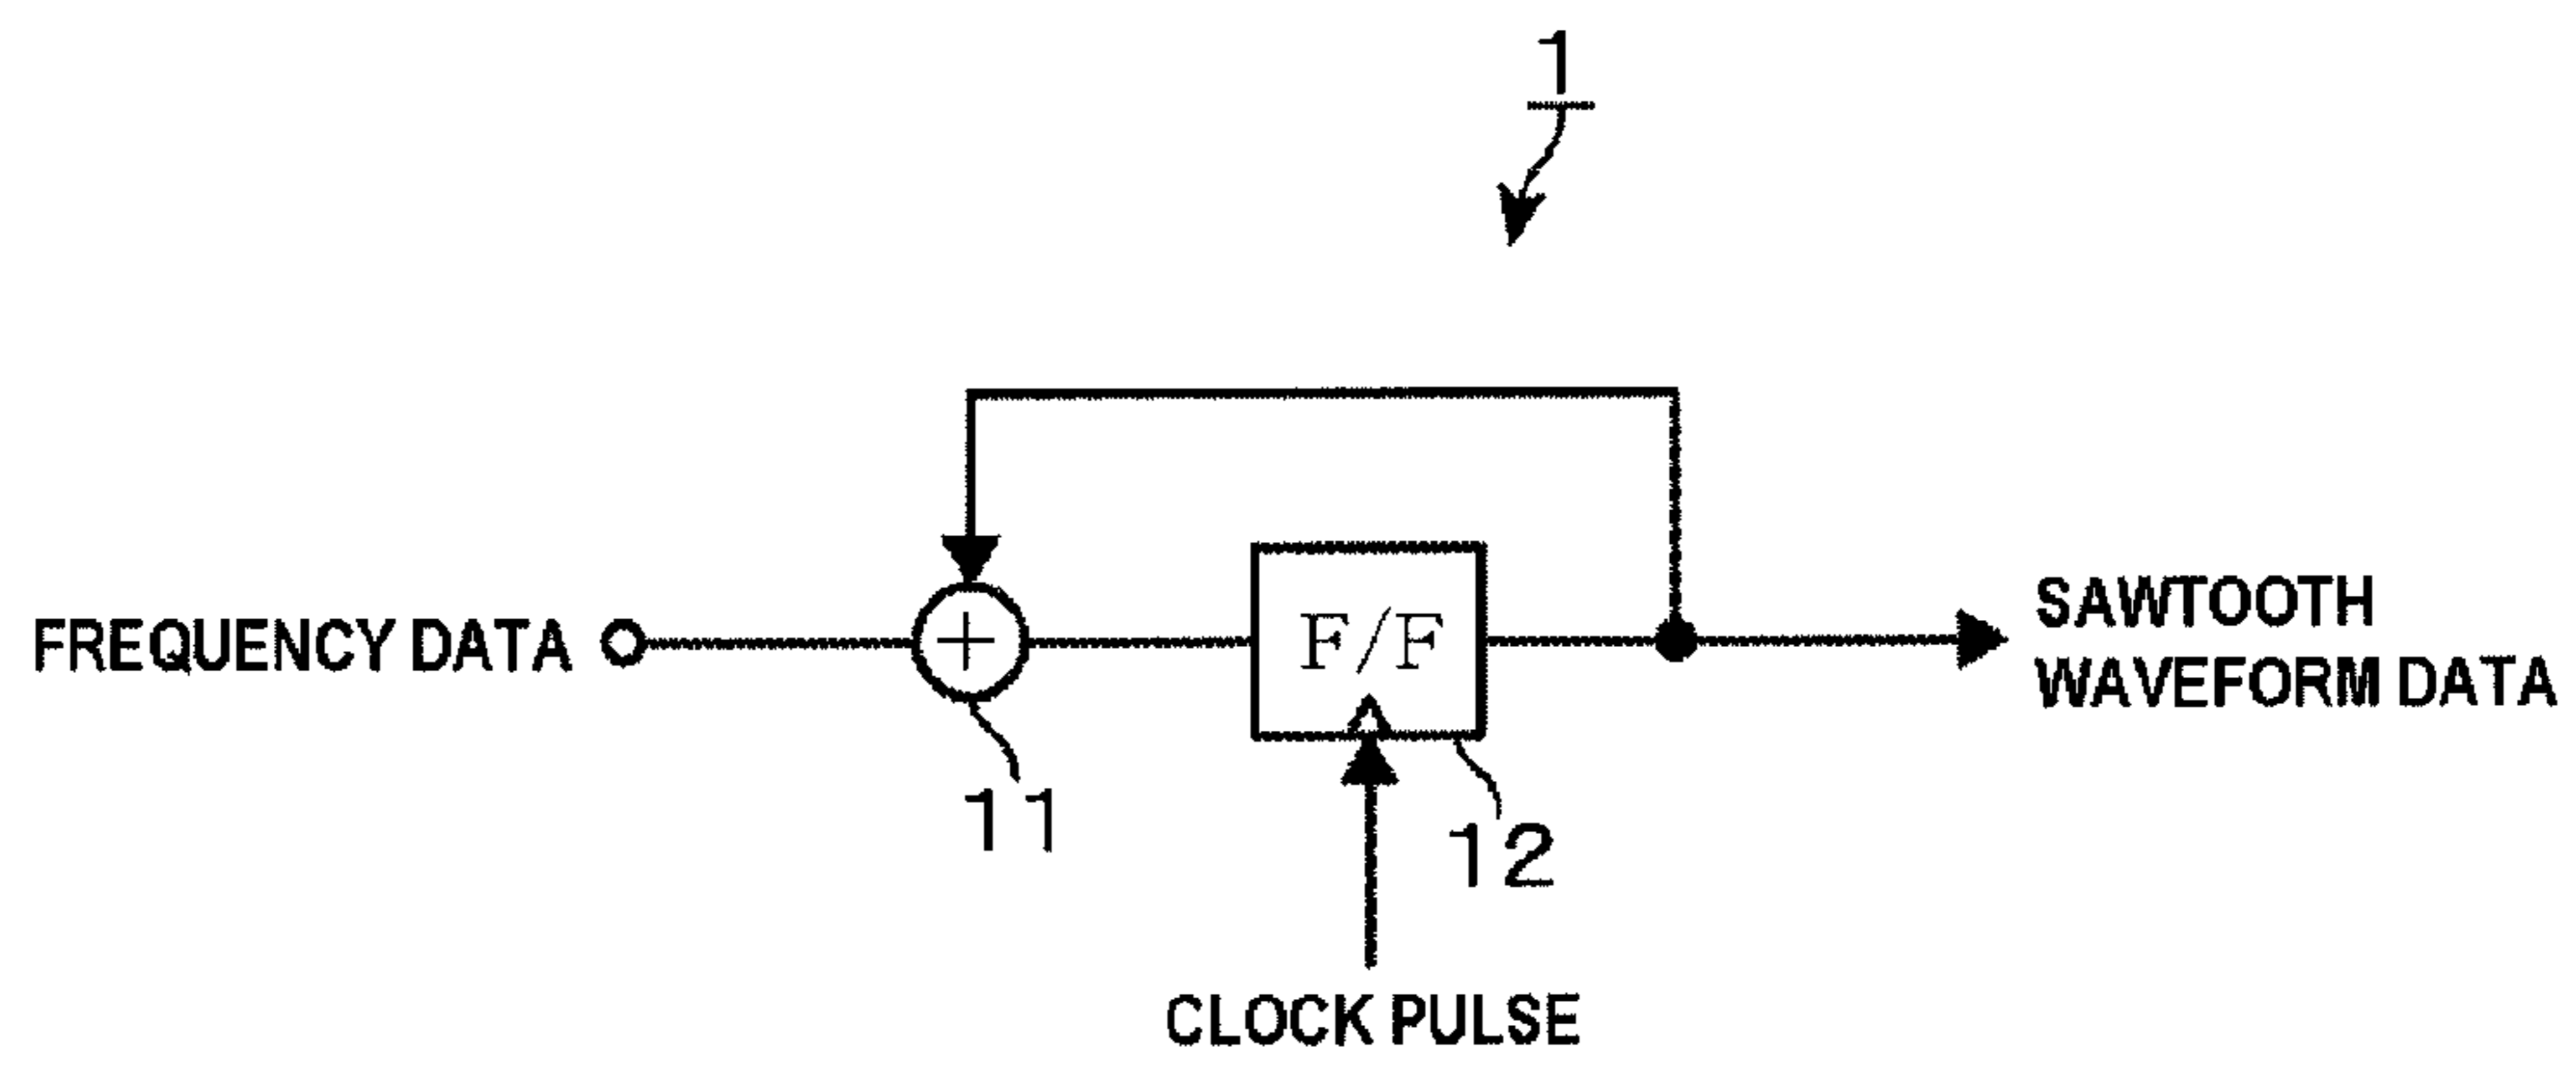 1
FREQUENCY DATA
+
F/F
SAWTOOTH
WAVEFORM DATA
11
12
CLOCK PULSE